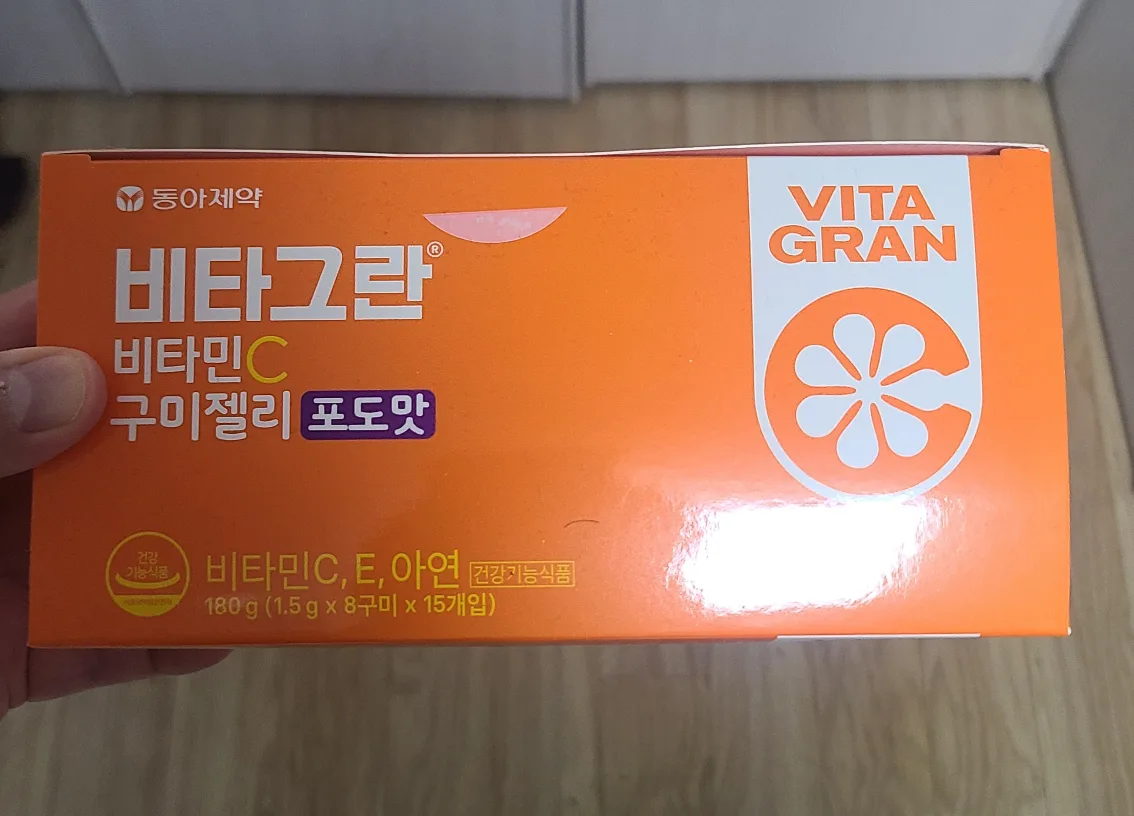 동아제약
비타그란®
비타민C
구미젤리 포도맛
VITA
GRAN
건강
기능식품
비타민C, E, 아연 건강기능식품
180 g (1.5 g x 8구미 x 15개입)